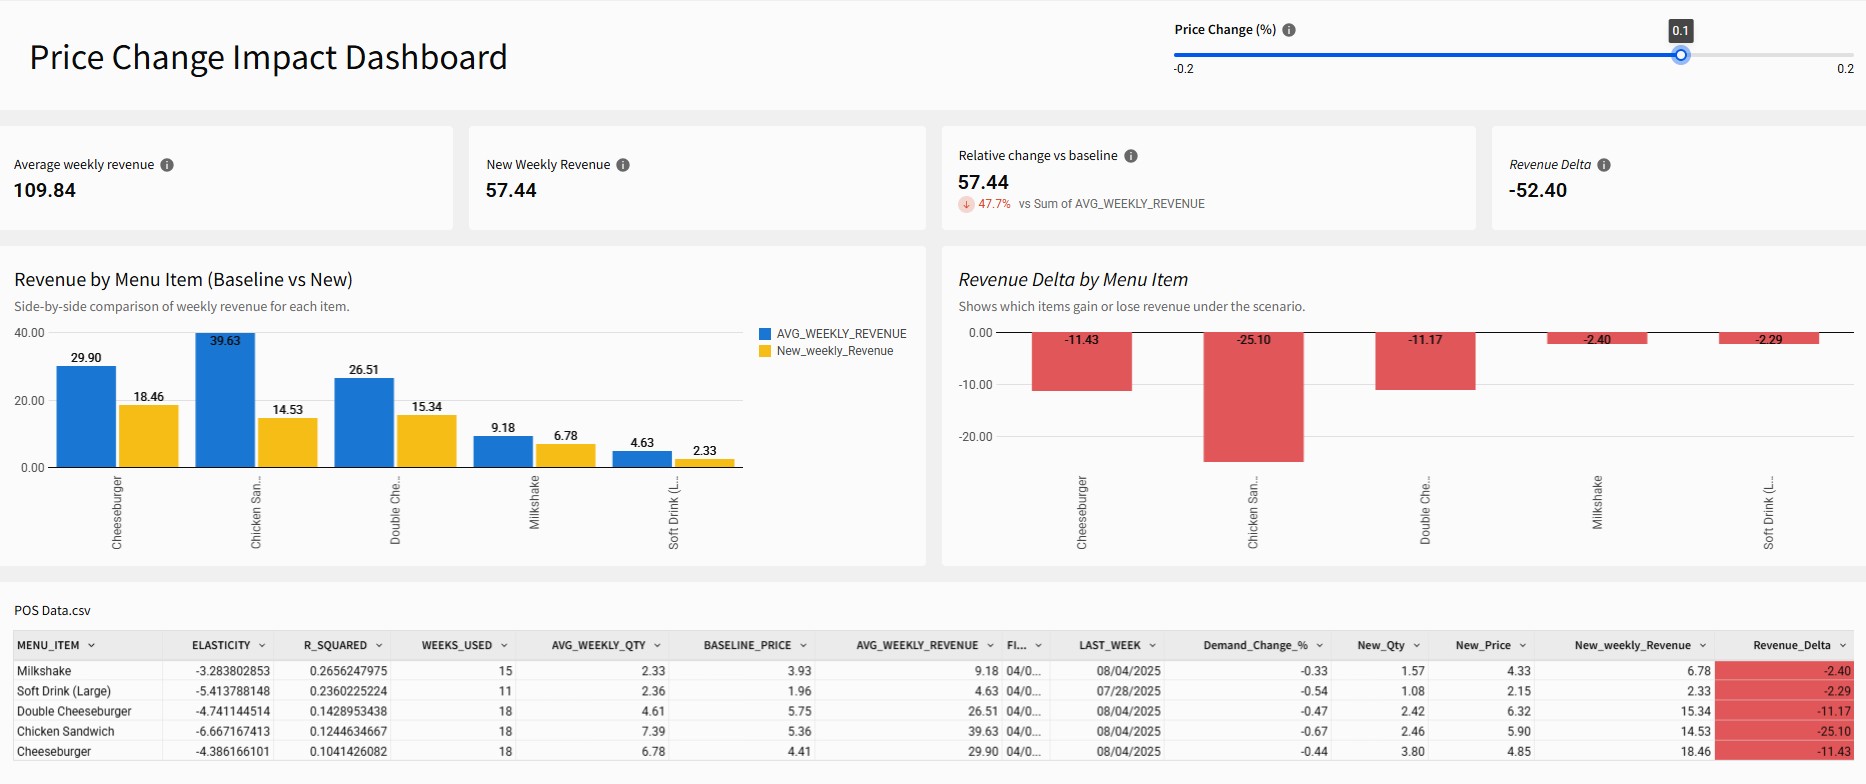 Price Change Impact Dashboard
Price Change (%)
0.1
-0.2 0.2
Average weekly revenue
109.84
New Weekly Revenue
57.44
Relative change vs baseline
57.44
47.7% vs Sum of AVG_WEEKLY_REVENUE
Revenue Delta
-52.40
Revenue by Menu Item (Baseline vs New)
Side-by-side comparison of weekly revenue for each item.
40.00
20.00
0.00
29.90 18.46 39.63 14.53 26.51 15.34 9.18 6.78 4.63 2.33
Cheeseburger
Chicken San...
Double Che...
Milkshake
Soft Drink (L...
AVG_WEEKLY_REVENUE
New_weekly_Revenue
Revenue Delta by Menu Item
Shows which items gain or lose revenue under the scenario.
0.00
-10.00
-20.00
-11.43 -25.10 -11.17 -2.40 -2.29
Cheeseburger
Chicken San...
Double Che...
Milkshake
Soft Drink (L...
POS Data.csv
MENU_ITEM ELASTICITY R_SQUARED WEEKS_USED AVG_WEEKLY_QTY BASELINE_PRICE AVG_WEEKLY_REVENUE FI... LAST_WEEK Demand_Change_% New_Qty New_Price New_weekly_Revenue Revenue_Delta
Milkshake -3.283802853 0.2656247975 15 2.33 3.93 9.18 04/0... 08/04/2025 -0.33 1.57 4.33 6.78 -2.40
Soft Drink (Large) -5.413788148 0.2360225224 11 2.36 1.96 4.63 04/0... 07/28/2025 -0.54 1.08 2.15 2.33 -2.29
Double Cheeseburger -4.741144514 0.1428953438 18 4.61 5.75 26.51 04/0... 08/04/2025 -0.47 2.42 6.32 15.34 -11.17
Chicken Sandwich -6.667167413 0.1244634667 18 7.39 5.36 39.63 04/0... 08/04/2025 -0.67 2.46 5.90 14.53 -25.10
Cheeseburger -4.386166101 0.1041426082 18 6.78 4.41 29.90 04/0... 08/04/2025 -0.44 3.80 4.85 18.46 -11.43